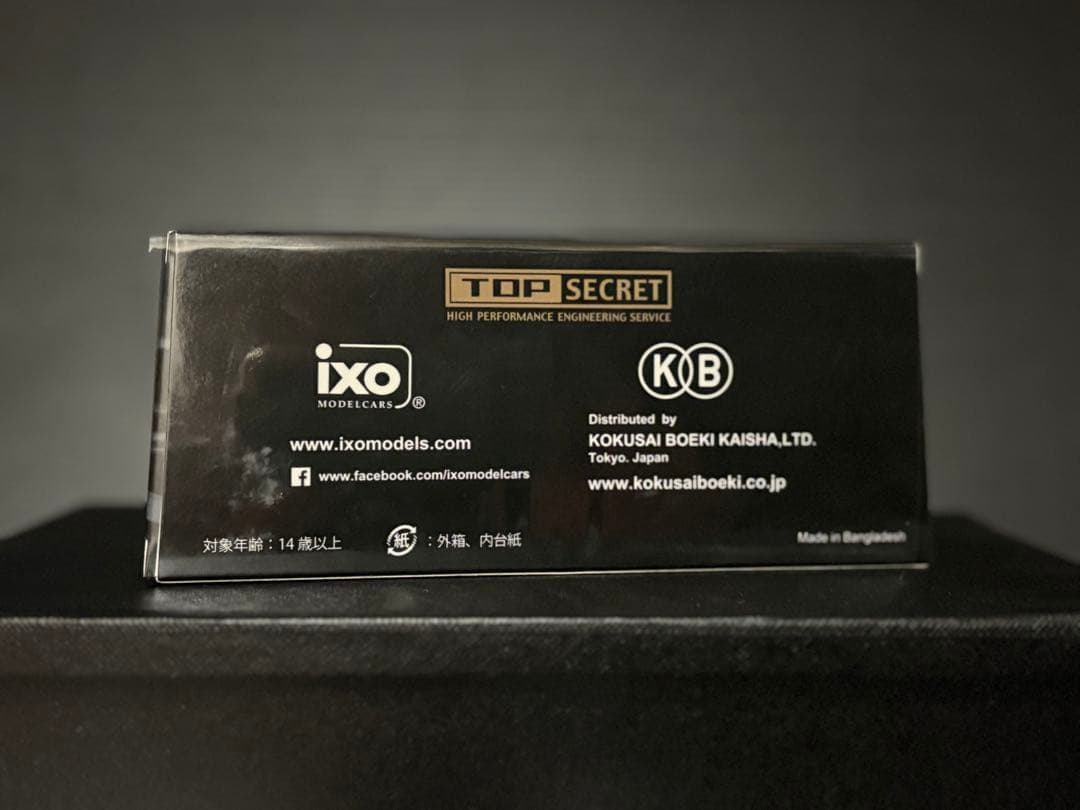 TOP SECRET
HIGH PERFORMANCE ENGINEERING SERVICE
ixo
MODELCARS ®
www.ixomodels.com
f www.facebook.com/ixomodelcars
KB
Distributed by
KOKUSAI BOEKI KAISHA,LTD.
Tokyo. Japan
www.kokusaiboeki.co.jp
対象年齢：14歳以上
紙：外箱、内台紙
Made in Bangladesh